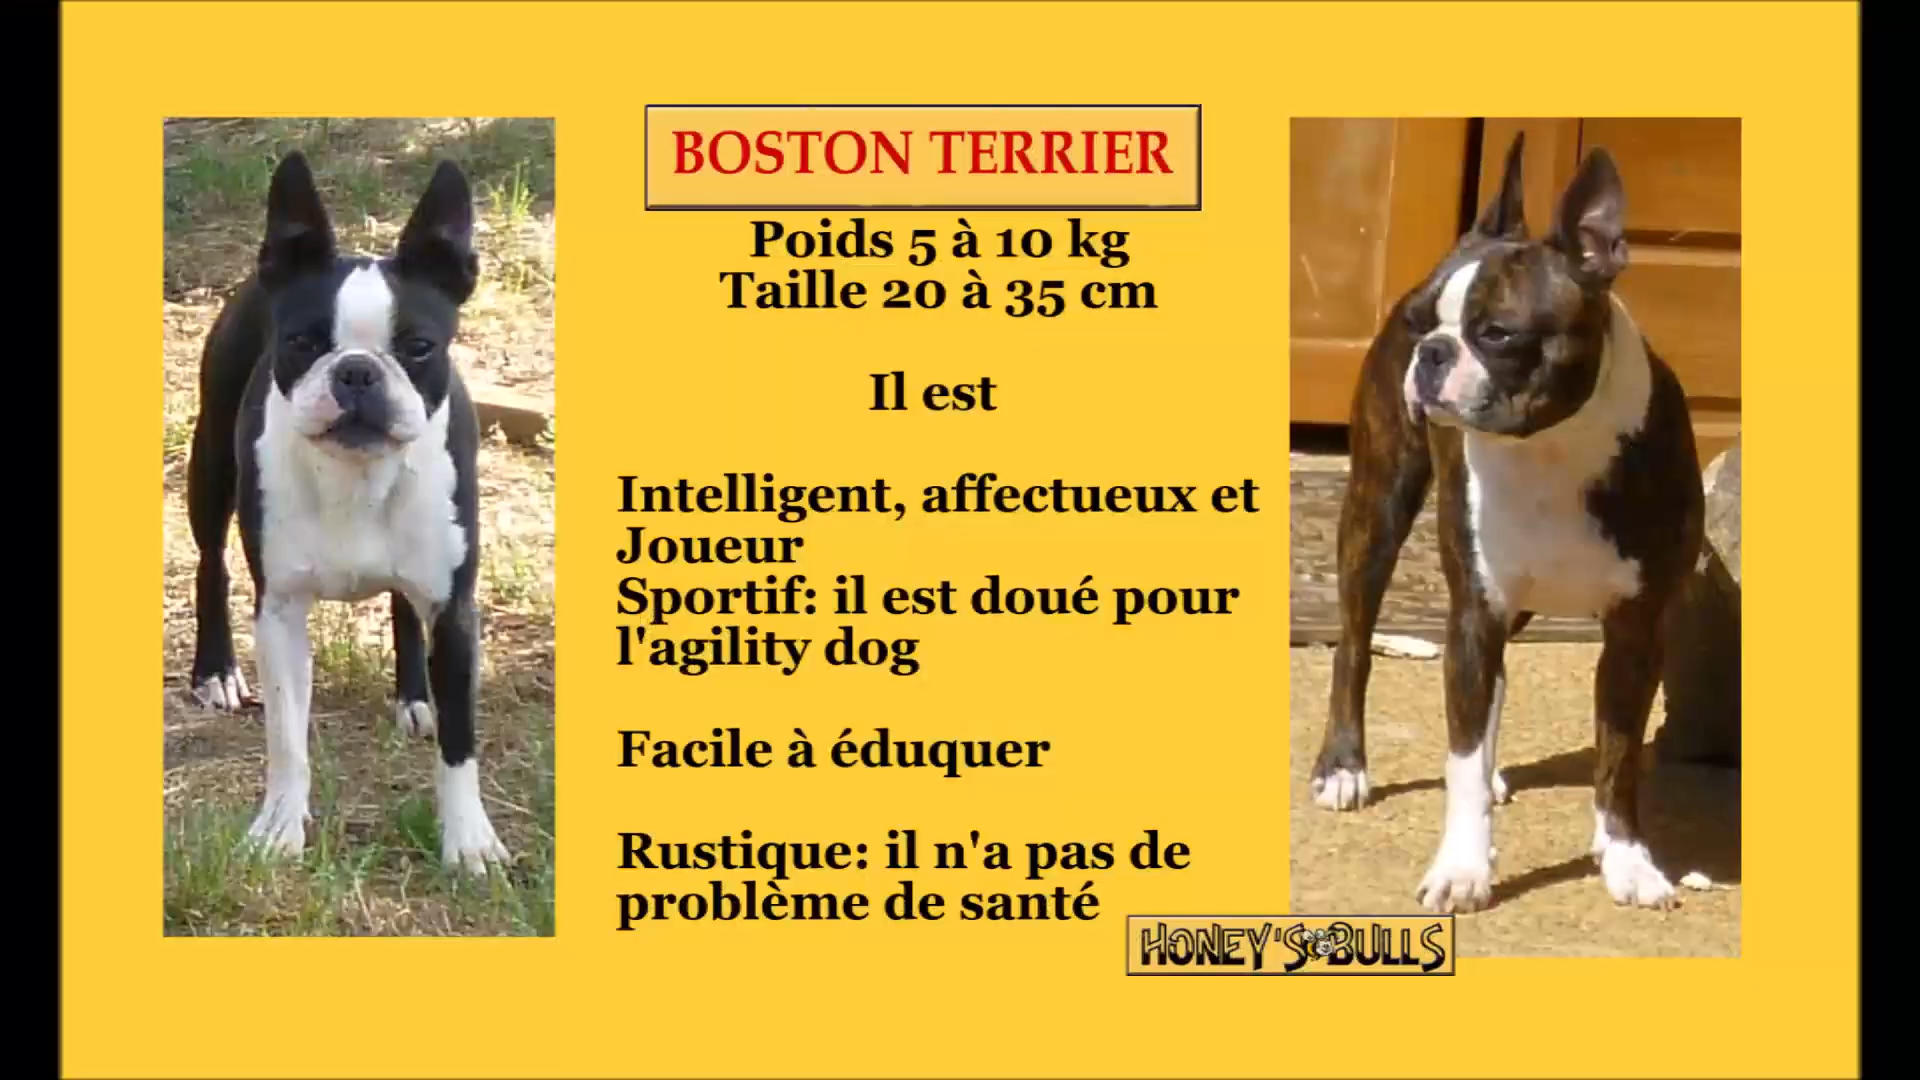 BOSTON TERRIER
Poids 5 à 10 kg
Taille 20 à 35 cm
Il est
Intelligent, affectueux et
Joueur
Sportif: il est doué pour
l'agility dog
Facile à éduquer
Rustique: il n'a pas de
problème de santé
HONEY'S BULLS